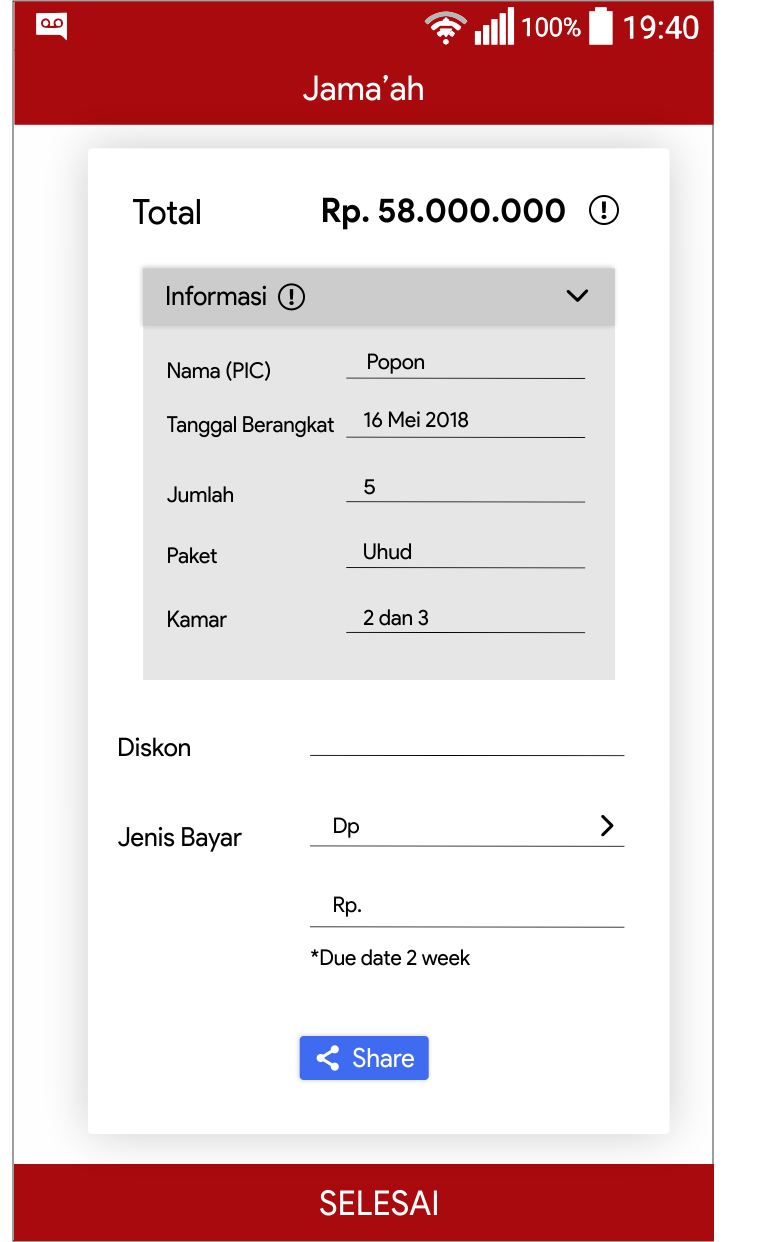 100% 19:40
Jama’ah
Total Rp. 58.000.000
Informasi
Nama (PIC) Popon
Tanggal Berangkat 16 Mei 2018
Jumlah 5
Paket Uhud
Kamar 2 dan 3
Diskon
Jenis Bayar Dp
Rp.
*Due date 2 week
Share
SELESAI